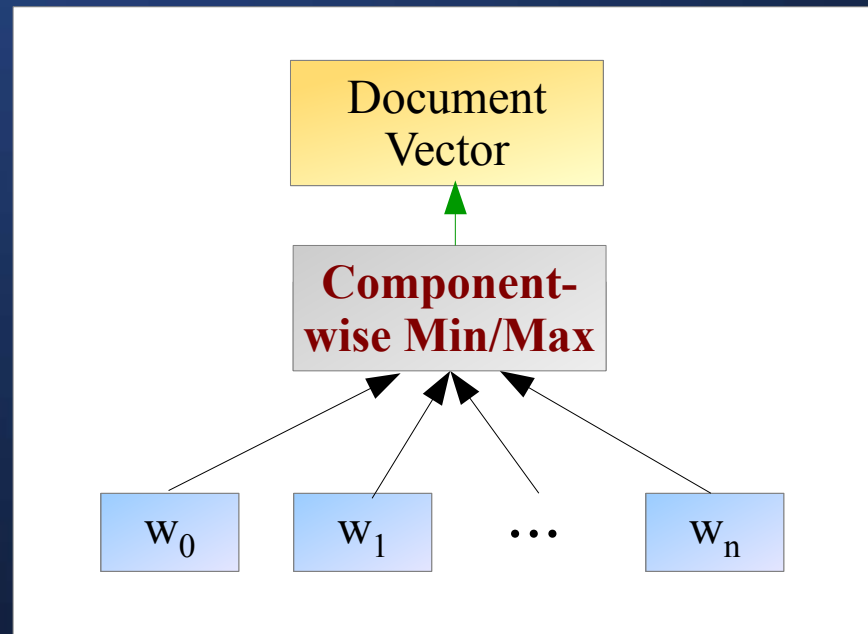 Document
Vector
Component-
wise Min/Max
w₀ w₁ ... wₙ